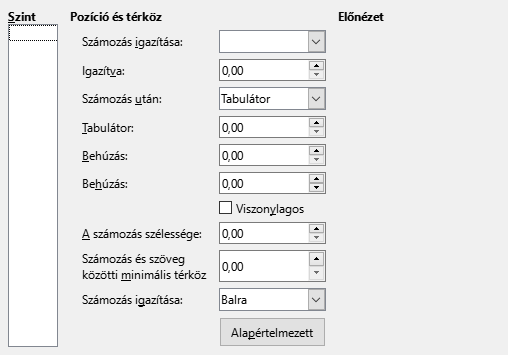 Szint
Pozíció és térköz
Előnézet
Számozás igazítása:
Igazítva: 0,00
Számozás után: Tabulátor
Tabulátor: 0,00
Behúzás: 0,00
Behúzás: 0,00
Viszonylagos
A számozás szélessége: 0,00
Számozás és szöveg
közötti minimális térköz 0,00
Számozás igazítása: Balra
Alapértelmezett